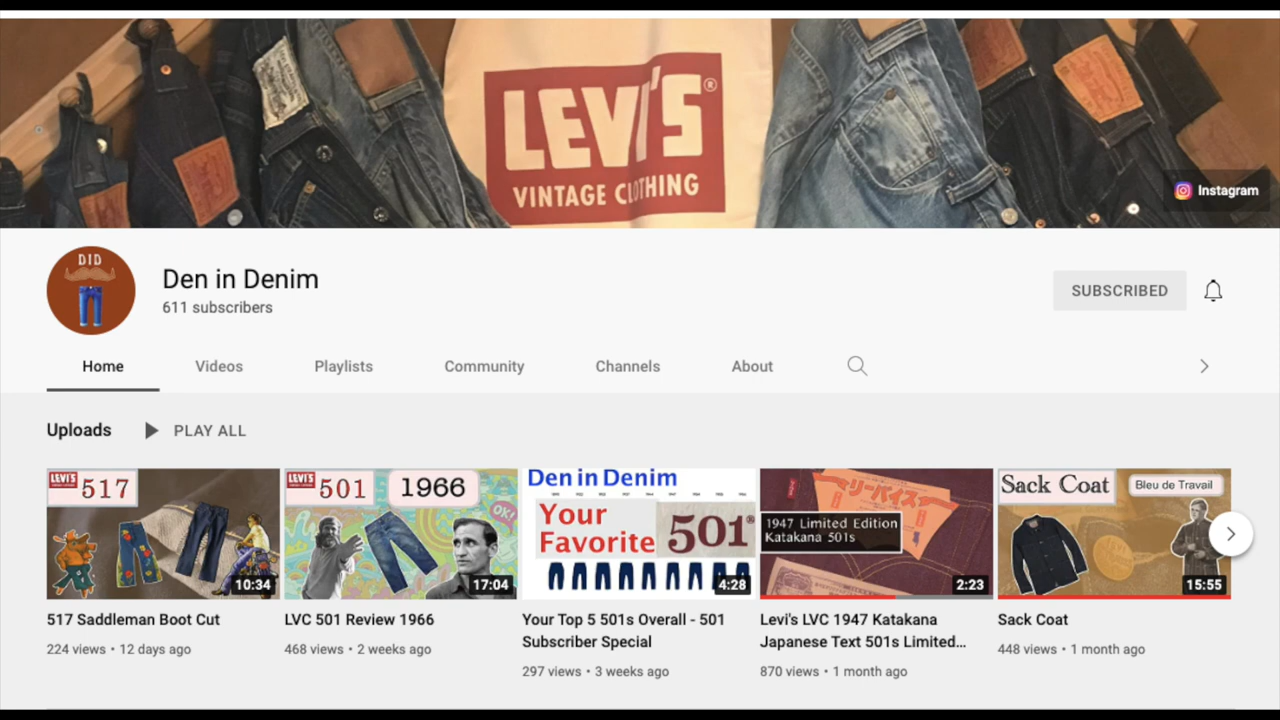 LEVI'S®
VINTAGE CLOTHING
Instagram
DID
Den in Denim
611 subscribers
SUBSCRIBED
Home
Videos
Playlists
Community
Channels
About
Uploads
PLAY ALL
LEVI'S
517
10:34
LEVI'S
501
1966
OK!
17:04
Den in Denim
Your
Favorite
501®
4:28
リーバイス
1947 Limited Edition
Katakana 501s
2:23
Sack Coat
Bleu de Travail
15:55
517 Saddleman Boot Cut
224 views • 12 days ago
LVC 501 Review 1966
468 views • 2 weeks ago
Your Top 5 501s Overall - 501
Subscriber Special
297 views • 3 weeks ago
Levi's LVC 1947 Katakana
Japanese Text 501s Limited...
870 views • 1 month ago
Sack Coat
448 views • 1 month ago